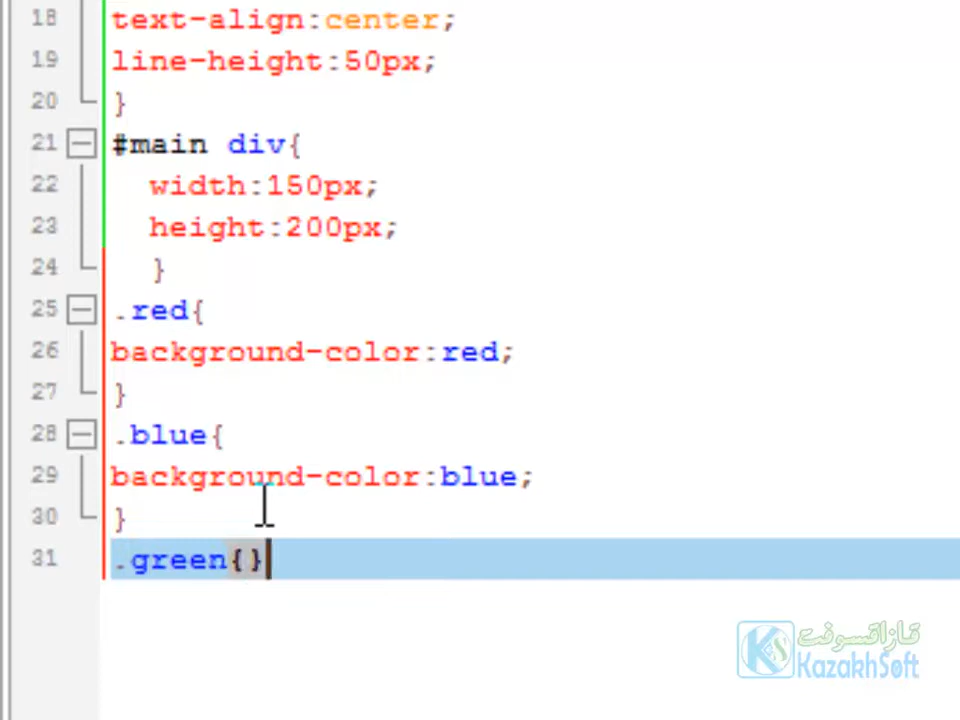 18 text-align:center;
19 line-height:50px;
20 }
21 #main div{
22 width:150px;
23 height:200px;
24 }
25 .red{
26 background-color:red;
27 }
28 .blue{
29 background-color:blue;
30 }
31 .green{}
قازاقسوفت
KS KazakhSoft